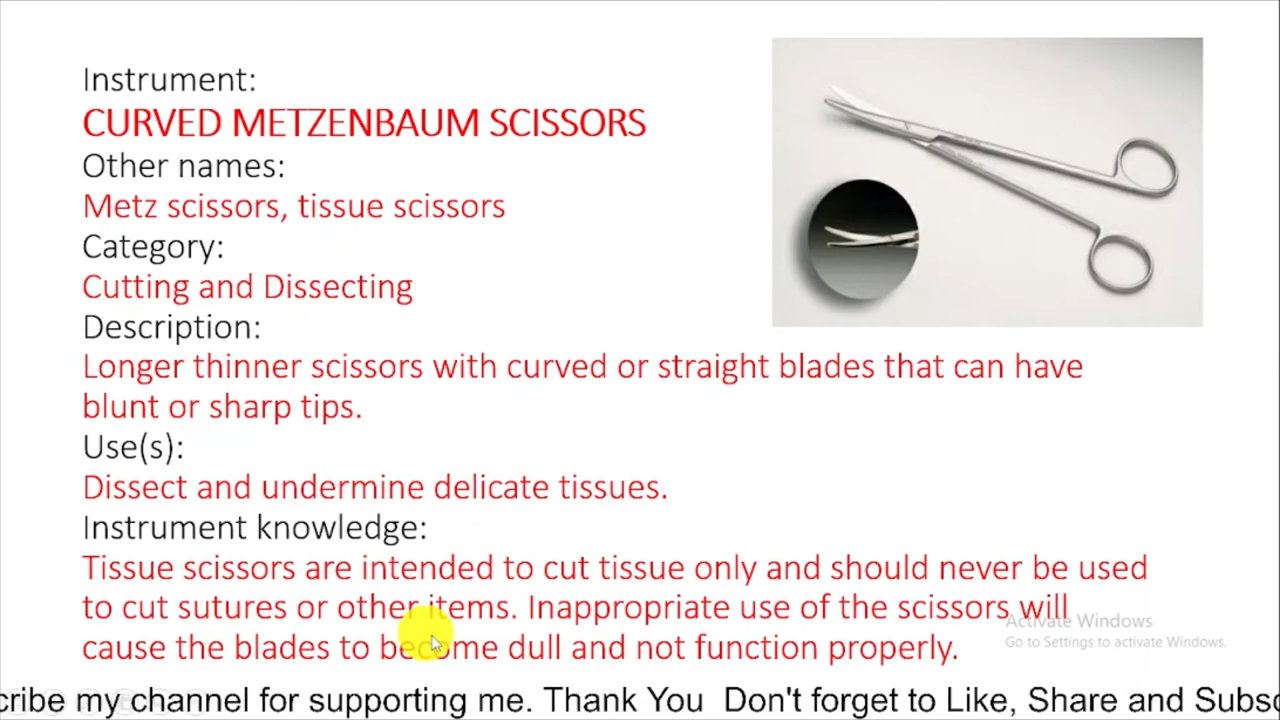 Instrument:
CURVED METZENBAUM SCISSORS
Other names:
Metz scissors, tissue scissors
Category:
Cutting and Dissecting
Description:
Longer thinner scissors with curved or straight blades that can have
blunt or sharp tips.
Use(s):
Dissect and undermine delicate tissues.
Instrument knowledge:
Tissue scissors are intended to cut tissue only and should never be used
to cut sutures or other items. Inappropriate use of the scissors will
cause the blades to become dull and not function properly.
Activate Windows
Go to Settings to activate Windows.
cribe my channel for supporting me. Thank You Don't forget to Like, Share and Subsc